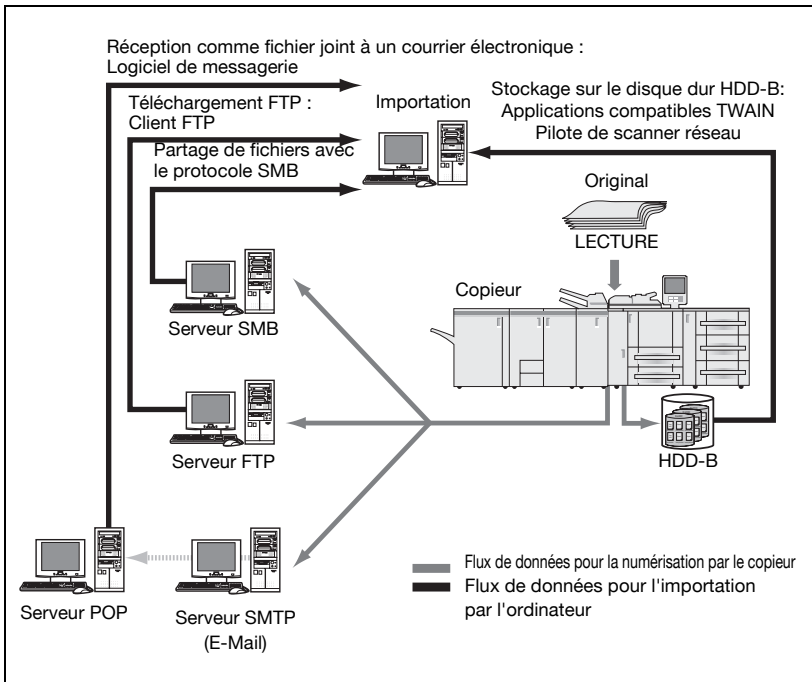 Réception comme fichier joint à un courrier électronique :
Logiciel de messagerie
Téléchargement FTP :
Client FTP
Importation
Stockage sur le disque dur HDD-B:
Applications compatibles TWAIN
Pilote de scanner réseau
Partage de fichiers avec
le protocole SMB
Original
LECTURE
Copieur
Serveur SMB
Serveur FTP
HDD-B
Serveur POP
Serveur SMTP
(E-Mail)
Flux de données pour la numérisation par le copieur
Flux de données pour l'importation
par l'ordinateur